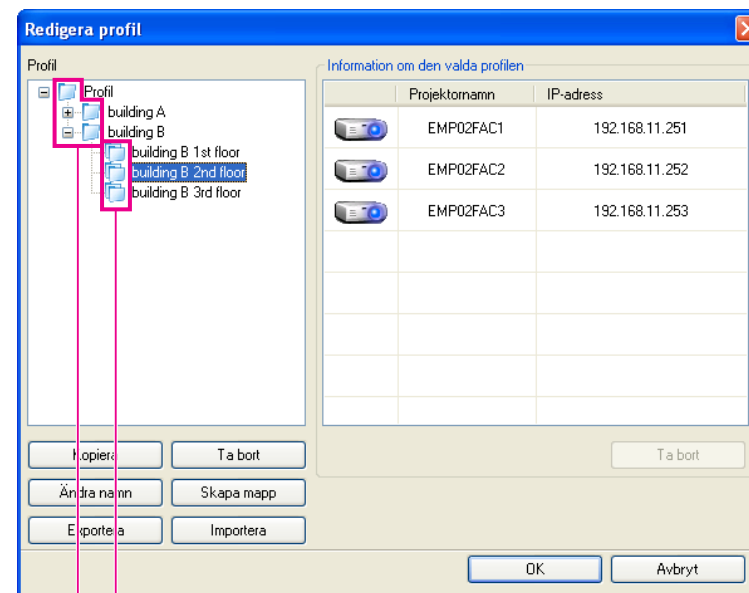 Redigera profil
Profil
Profil
building A
building B
building B 1st floor
building B 2nd floor
building B 3rd floor
Information om den valda profilen
Projektornamn IP-adress
EMP02FAC1 192.168.11.251
EMP02FAC2 192.168.11.252
EMP02FAC3 192.168.11.253
Kopiera Ta bort
Ta bort
Ändra namn Skapa mapp
Exportera Importera
OK Avbryt